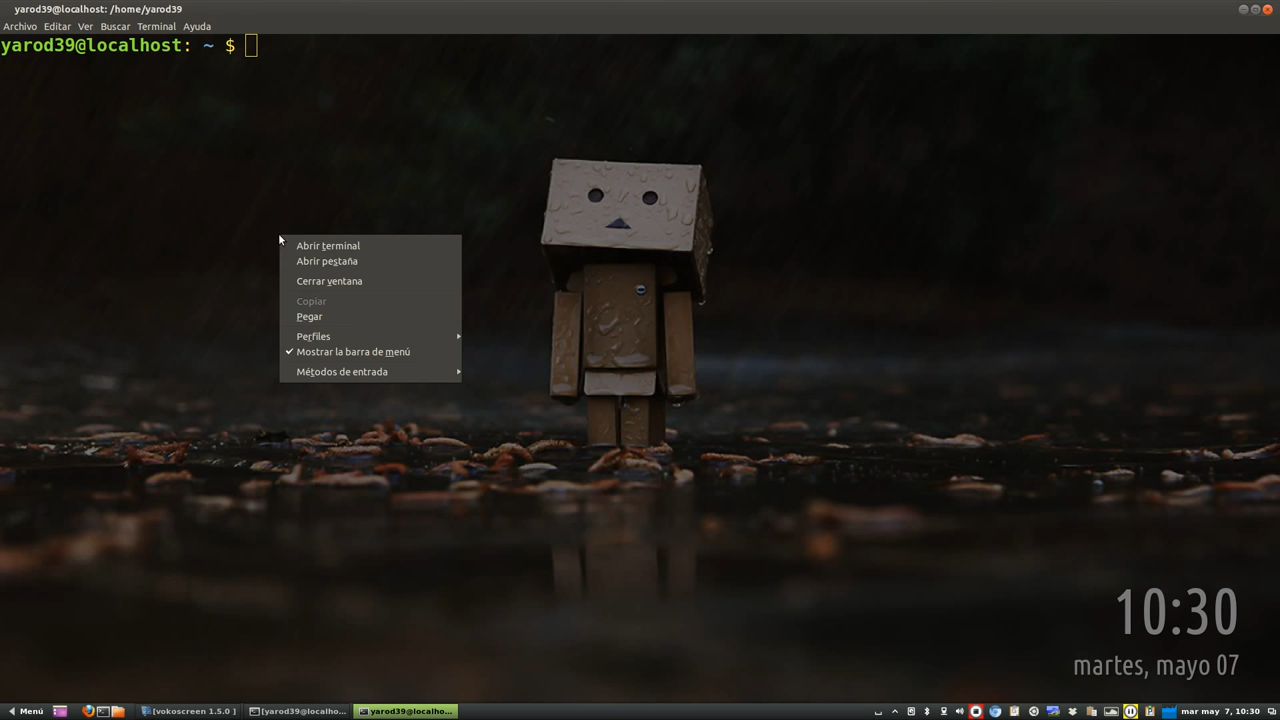 yarod39@localhost: /home/yarod39
Archivo Editar Ver Buscar Terminal Ayuda
yarod39@localhost: ~ $
Abrir terminal
Abrir pestaña
Cerrar ventana
Copiar
Pegar
Perfiles
Mostrar la barra de menú
Métodos de entrada
10:30
martes, mayo 07
Menú [vokoscreen 1.5.0 ] [yarod39@localho... yarod39@localho... mar may 7, 10:30